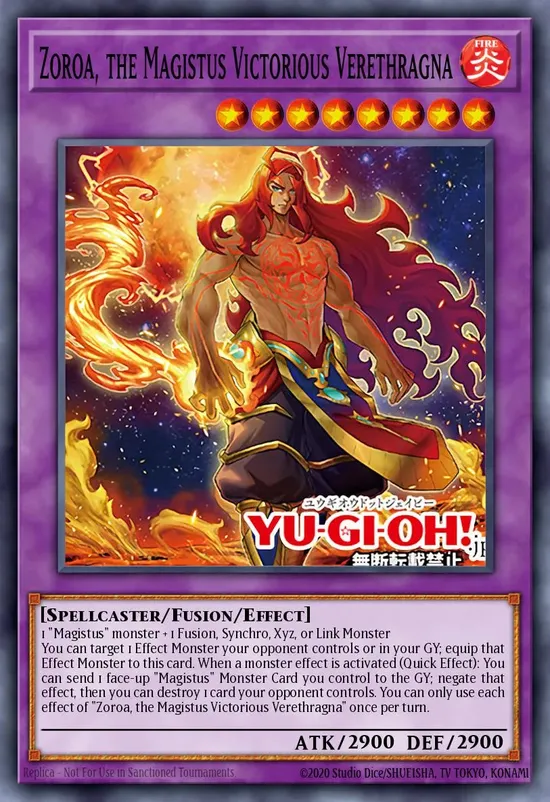 Zoroa, the Magistus Victorious Verethragna
FIRE
炎
ユウギオウドットジェイピー
YU-GI-OH!.jp
無断転載禁止
[Spellcaster/Fusion/Effect]
1 "Magistus" monster + 1 Fusion, Synchro, Xyz, or Link Monster
You can target 1 Effect Monster your opponent controls or in your GY; equip that
Effect Monster to this card. When a monster effect is activated (Quick Effect): You
can send 1 face-up "Magistus" Monster Card you control to the GY; negate that
effect, then you can destroy 1 card your opponent controls. You can only use each
effect of "Zoroa, the Magistus Victorious Verethragna" once per turn.
ATK/2900 DEF/2900
Replica - Not For Use in Sanctioned Tournaments
©2020 Studio Dice/SHUEISHA, TV TOKYO, KONAMI